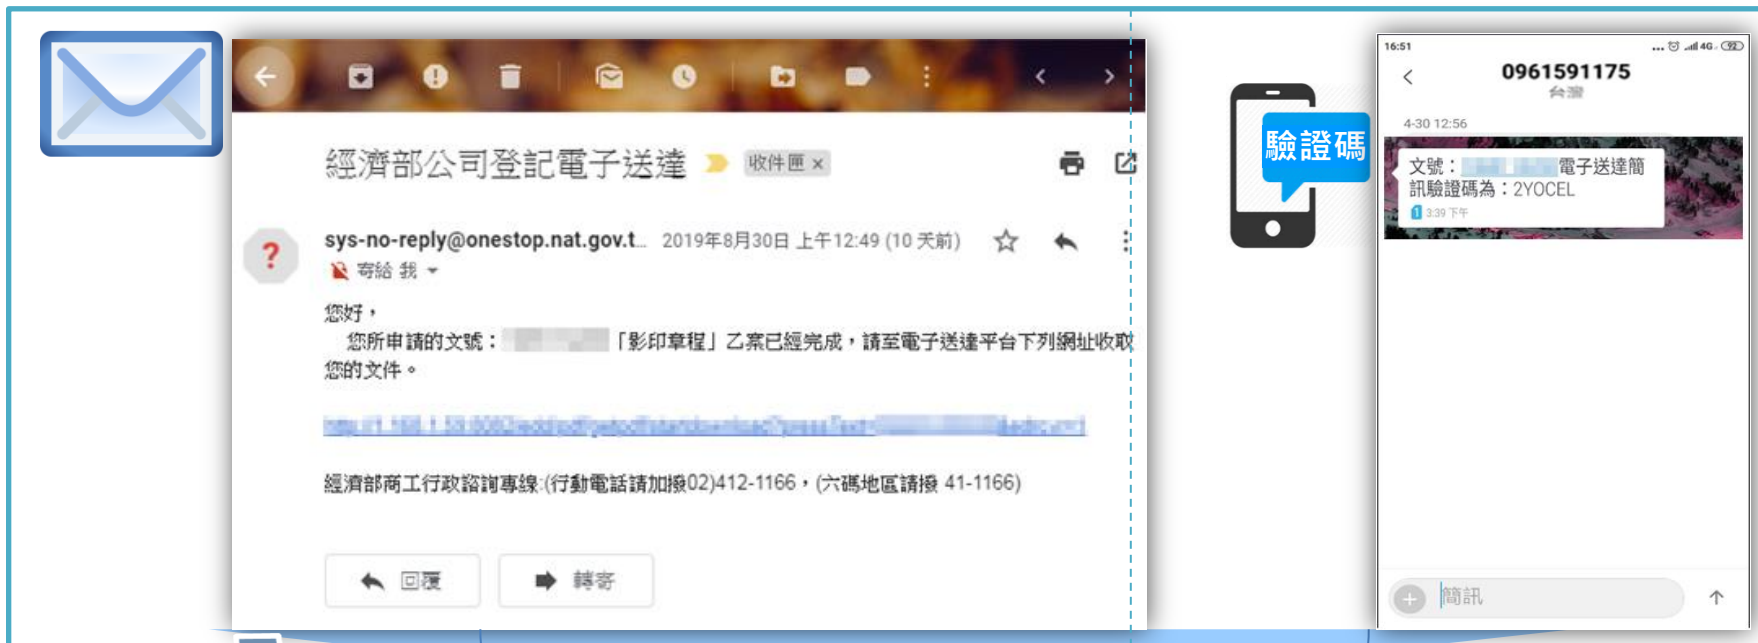 經濟部公司登記電子送達
收件匣 ×
sys-no-reply@onestop.nat.gov.t... 2019年8月30日 上午12:49 (10 天前)
寄給 我
您好，
您所申請的文號： 「影印章程」乙案已經完成，請至電子送達平台下列網址收取
您的文件。
經濟部商工行政諮詢專線:(行動電話請加撥02)412-1166，(六碼地區請撥 41-1166)
回覆
轉寄
驗證碼
16:51
4G
92
0961591175
台灣
4-30 12:56
文號： 電子送達簡
訊驗證碼為：2YOCEL
1 3:39 下午
簡訊